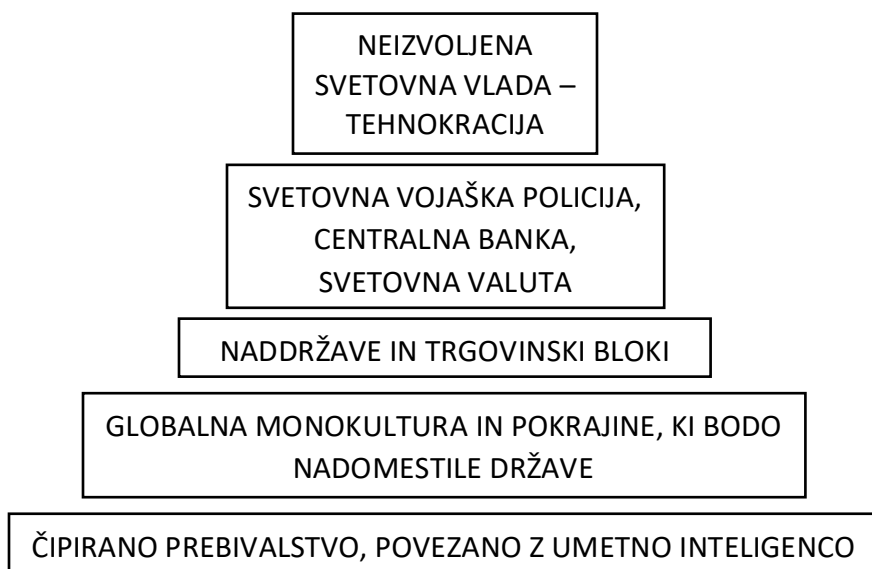 NEIZVOLJENA
SVETOVNA VLADA –
TEHNOKRACIJA
SVETOVNA VOJAŠKA POLICIJA,
CENTRALNA BANKA,
SVETOVNA VALUTA
NADDRŽAVE IN TRGOVINSKI BLOKI
GLOBALNA MONOKULTURA IN POKRAJINE, KI BODO
NADOMESTILE DRŽAVE
ČIPIRANO PREBIVALSTVO, POVEZANO Z UMETNO INTELIGENCO